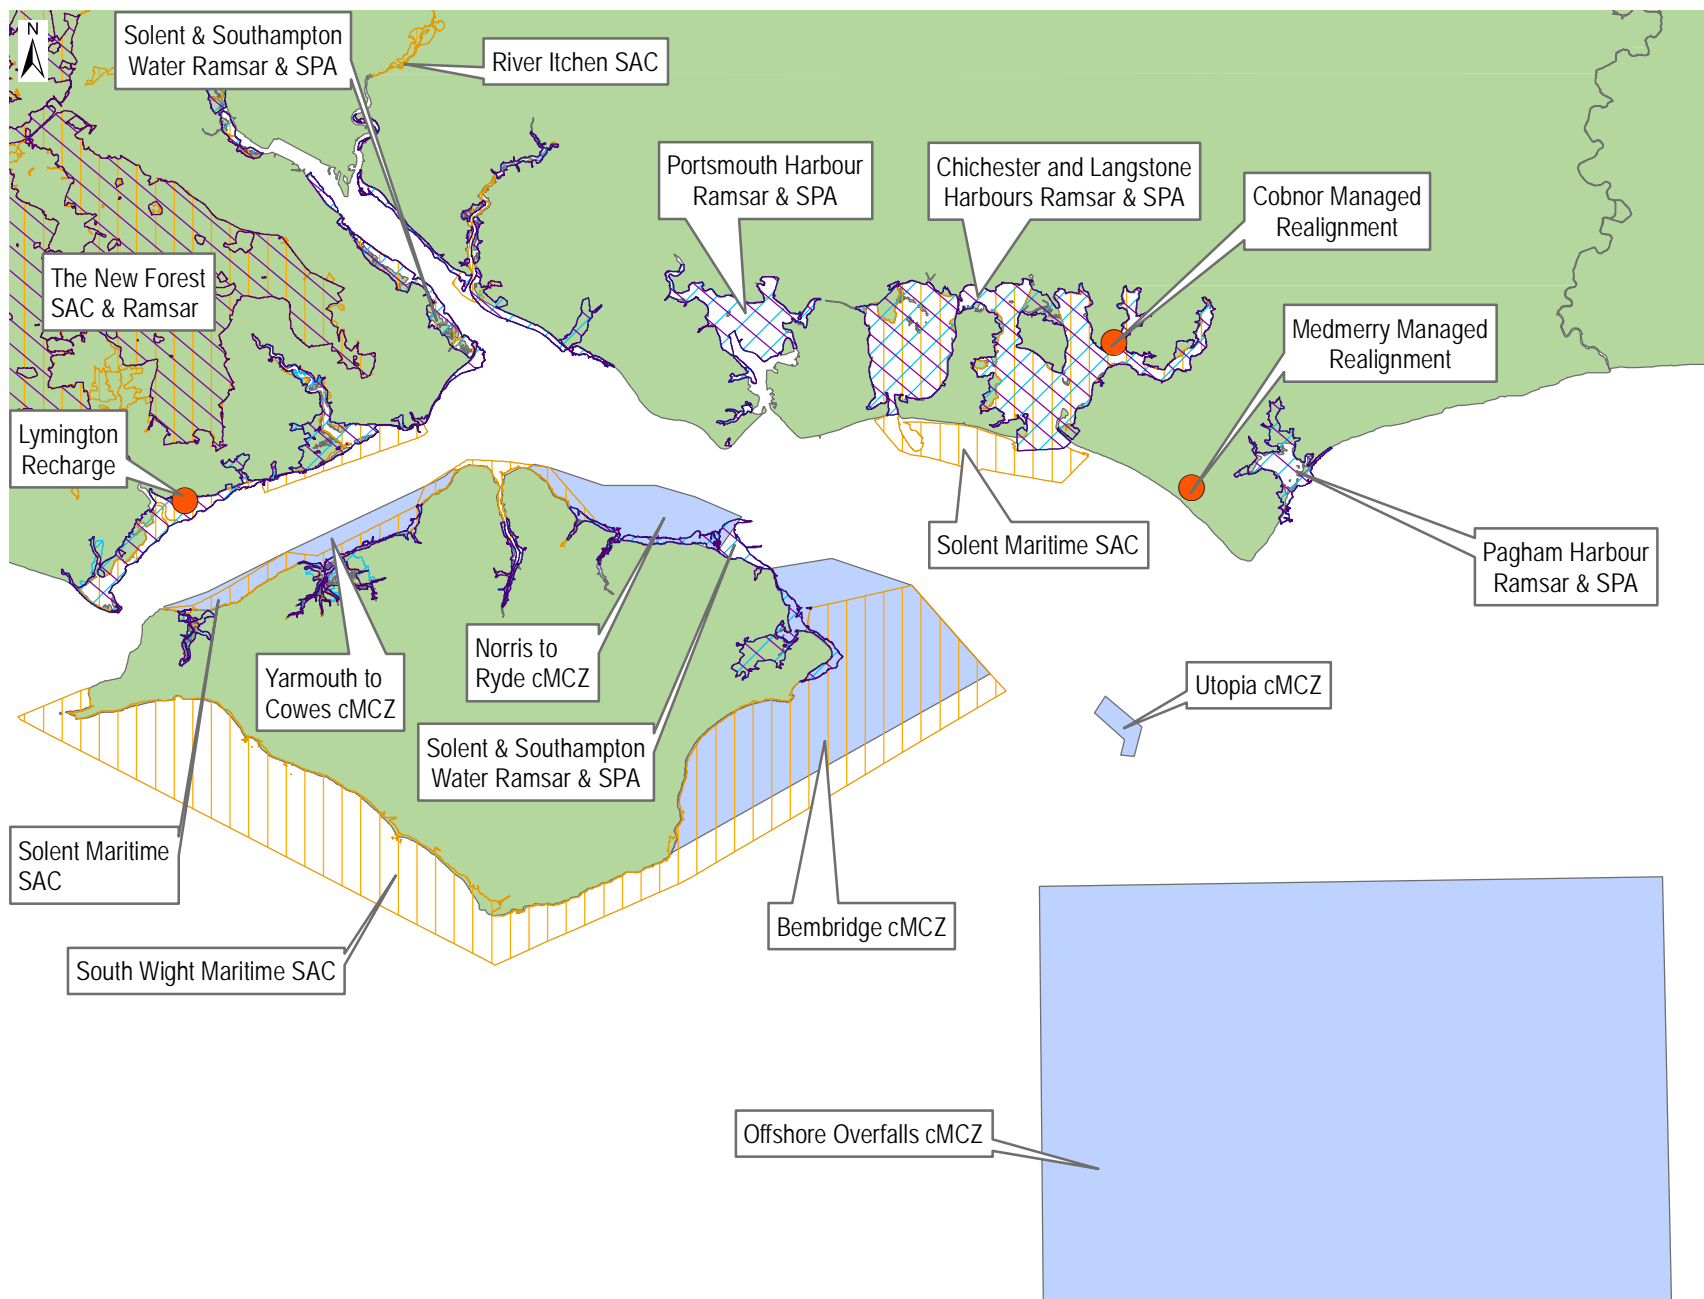 N
Solent & Southampton
Water Ramsar & SPA
River Itchen SAC
Portsmouth Harbour
Ramsar & SPA
Chichester and Langstone
Harbours Ramsar & SPA
Cobnor Managed
Realignment
The New Forest
SAC & Ramsar
Medmerry Managed
Realignment
Lymington
Recharge
Solent Maritime SAC
Pagham Harbour
Ramsar & SPA
Norris to
Ryde cMCZ
Yarmouth to
Cowes cMCZ
Utopia cMCZ
Solent & Southampton
Water Ramsar & SPA
Solent Maritime
SAC
Bembridge cMCZ
South Wight Maritime SAC
Offshore Overfalls cMCZ